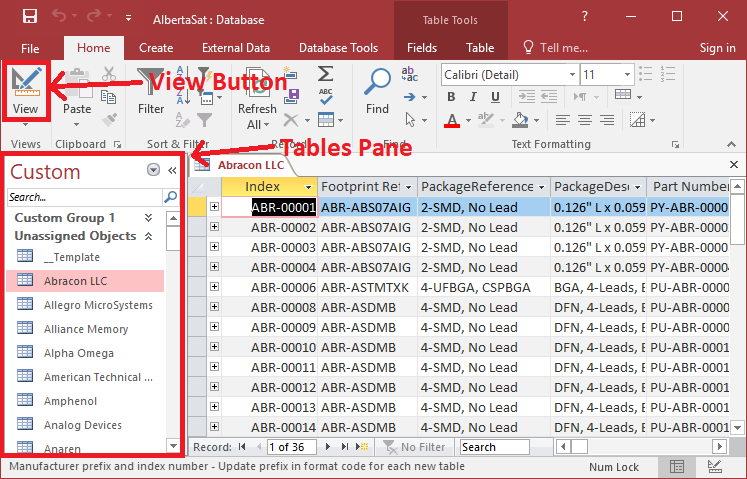 AlbertaSat : Database
Table Tools
File Home Create External Data Database Tools Fields Table Tell me... Sign in
View
Paste
Filter
Refresh All
Find
Calibri (Detail) 11
B I U
A
View Button
ab
ac
A
Z
Z
A
Σ
ABC
Views Clipboard Sort & Filter Records Find Text Formatting
Tables Pane
Custom
Search...
Custom Group 1
Unassigned Objects
__Template
Abracon LLC
Allegro MicroSystems
Alliance Memory
Alpha Omega
American Technical ...
Amphenol
Analog Devices
Anaren
Abracon LLC
Index Footprint Ref PackageReference PackageDesc Part Number
ABR-00001 ABR-ABS07AIG 2-SMD, No Lead 0.126" L x 0.059 PY-ABR-0000
ABR-00002 ABR-ABS07AIG 2-SMD, No Lead 0.126" L x 0.059 PY-ABR-0000
ABR-00003 ABR-ABS07AIG 2-SMD, No Lead 0.126" L x 0.059 PY-ABR-0000
ABR-00004 ABR-ABS07AIG 2-SMD, No Lead 0.126" L x 0.059 PY-ABR-0000
ABR-00006 ABR-ASTMTXK 4-UFBGA, CSPBGA BGA, 4-Leads, B PU-ABR-0000
ABR-00008 ABR-ASDMB 4-SMD, No Lead DFN, 4-Leads, B PU-ABR-0000
ABR-00009 ABR-ASDMB 4-SMD, No Lead DFN, 4-Leads, B PU-ABR-0000
ABR-00010 ABR-ASDMB 4-SMD, No Lead DFN, 4-Leads, B PU-ABR-0001
ABR-00011 ABR-ASDMB 4-SMD, No Lead DFN, 4-Leads, B PU-ABR-0001
ABR-00012 ABR-ASDMB 4-SMD, No Lead DFN, 4-Leads, B PU-ABR-0001
ABR-00013 ABR-ASDMB 4-SMD, No Lead DFN, 4-Leads, B PU-ABR-0001
ABR-00014 ABR-ASDMB 4-SMD, No Lead DFN, 4-Leads, B PU-ABR-0001
Record: 1 of 36 No Filter Search
Manufacturer prefix and index number - Update prefix in format code for each new table Num Lock